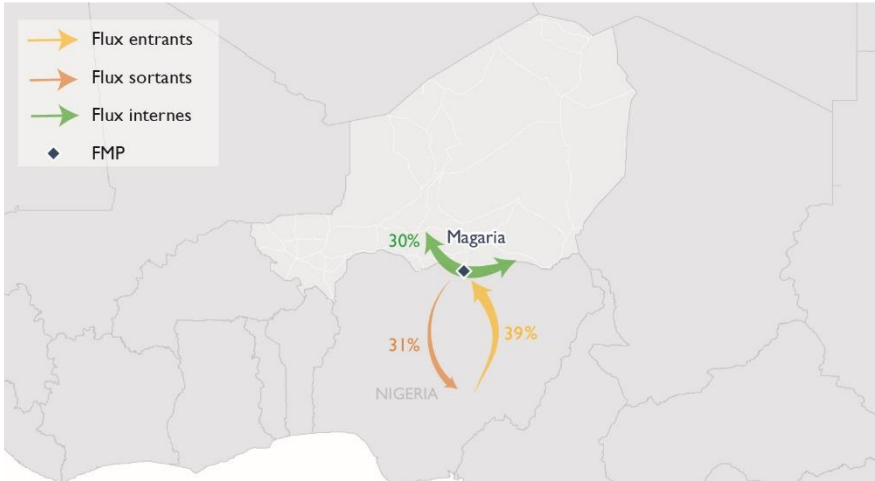 Flux entrants
Flux sortants
Flux internes
FMP
30%
Magaria
31%
39%
NIGERIA